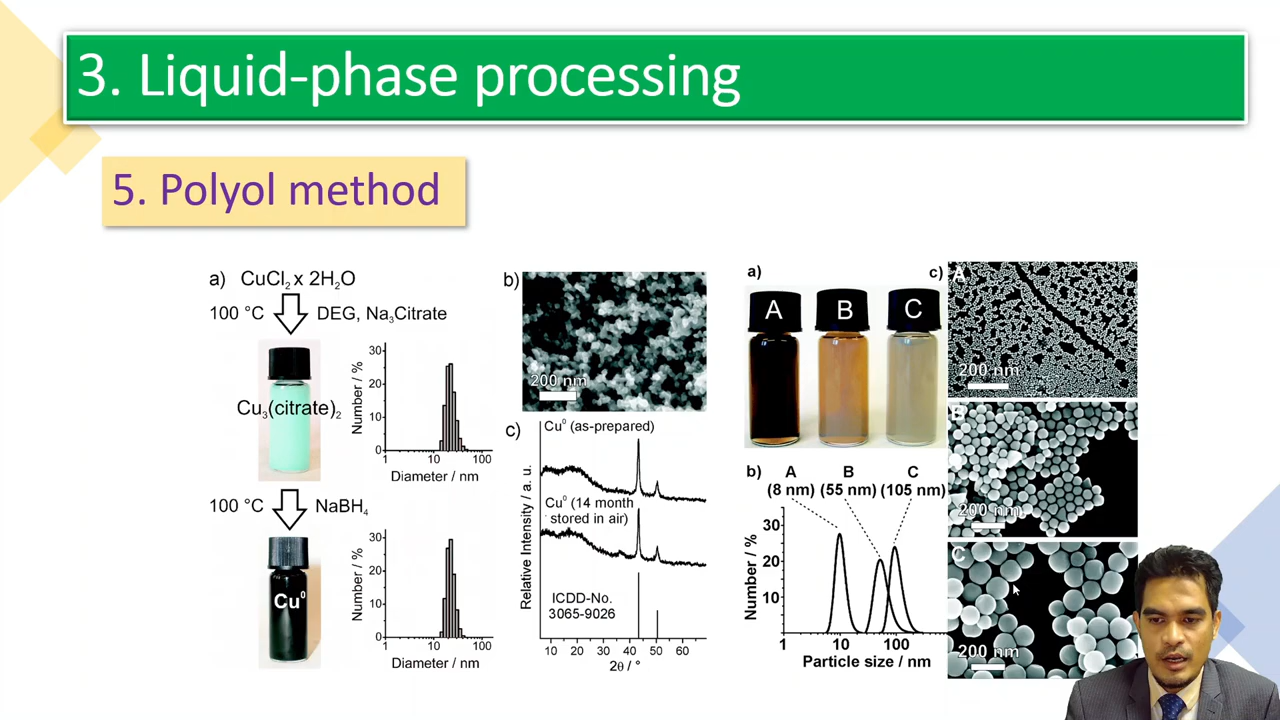 3. Liquid-phase processing
5. Polyol method
a) CuCl₂ x 2H₂O
100 °C DEG, Na₃Citrate
Cu₃(citrate)₂
Number / %
30
20
10
0
1 10 100
Diameter / nm
100 °C NaBH₄
Cu⁰
Number / %
30
20
10
0
1 10 100
Diameter / nm
b)
200 nm
c)
Cu⁰ (as-prepared)
Cu⁰ (14 month
stored in air)
ICDD-No.
3065-9026
Relative Intensity / a. u.
10 20 30 40 50 60
2θ / °
a)
A B C
b) A B C
(8 nm) (55 nm) (105 nm)
Number / %
30
20
10
1 10 100
Particle size / nm
c)
A
200 nm
B
200 nm
C
200 nm